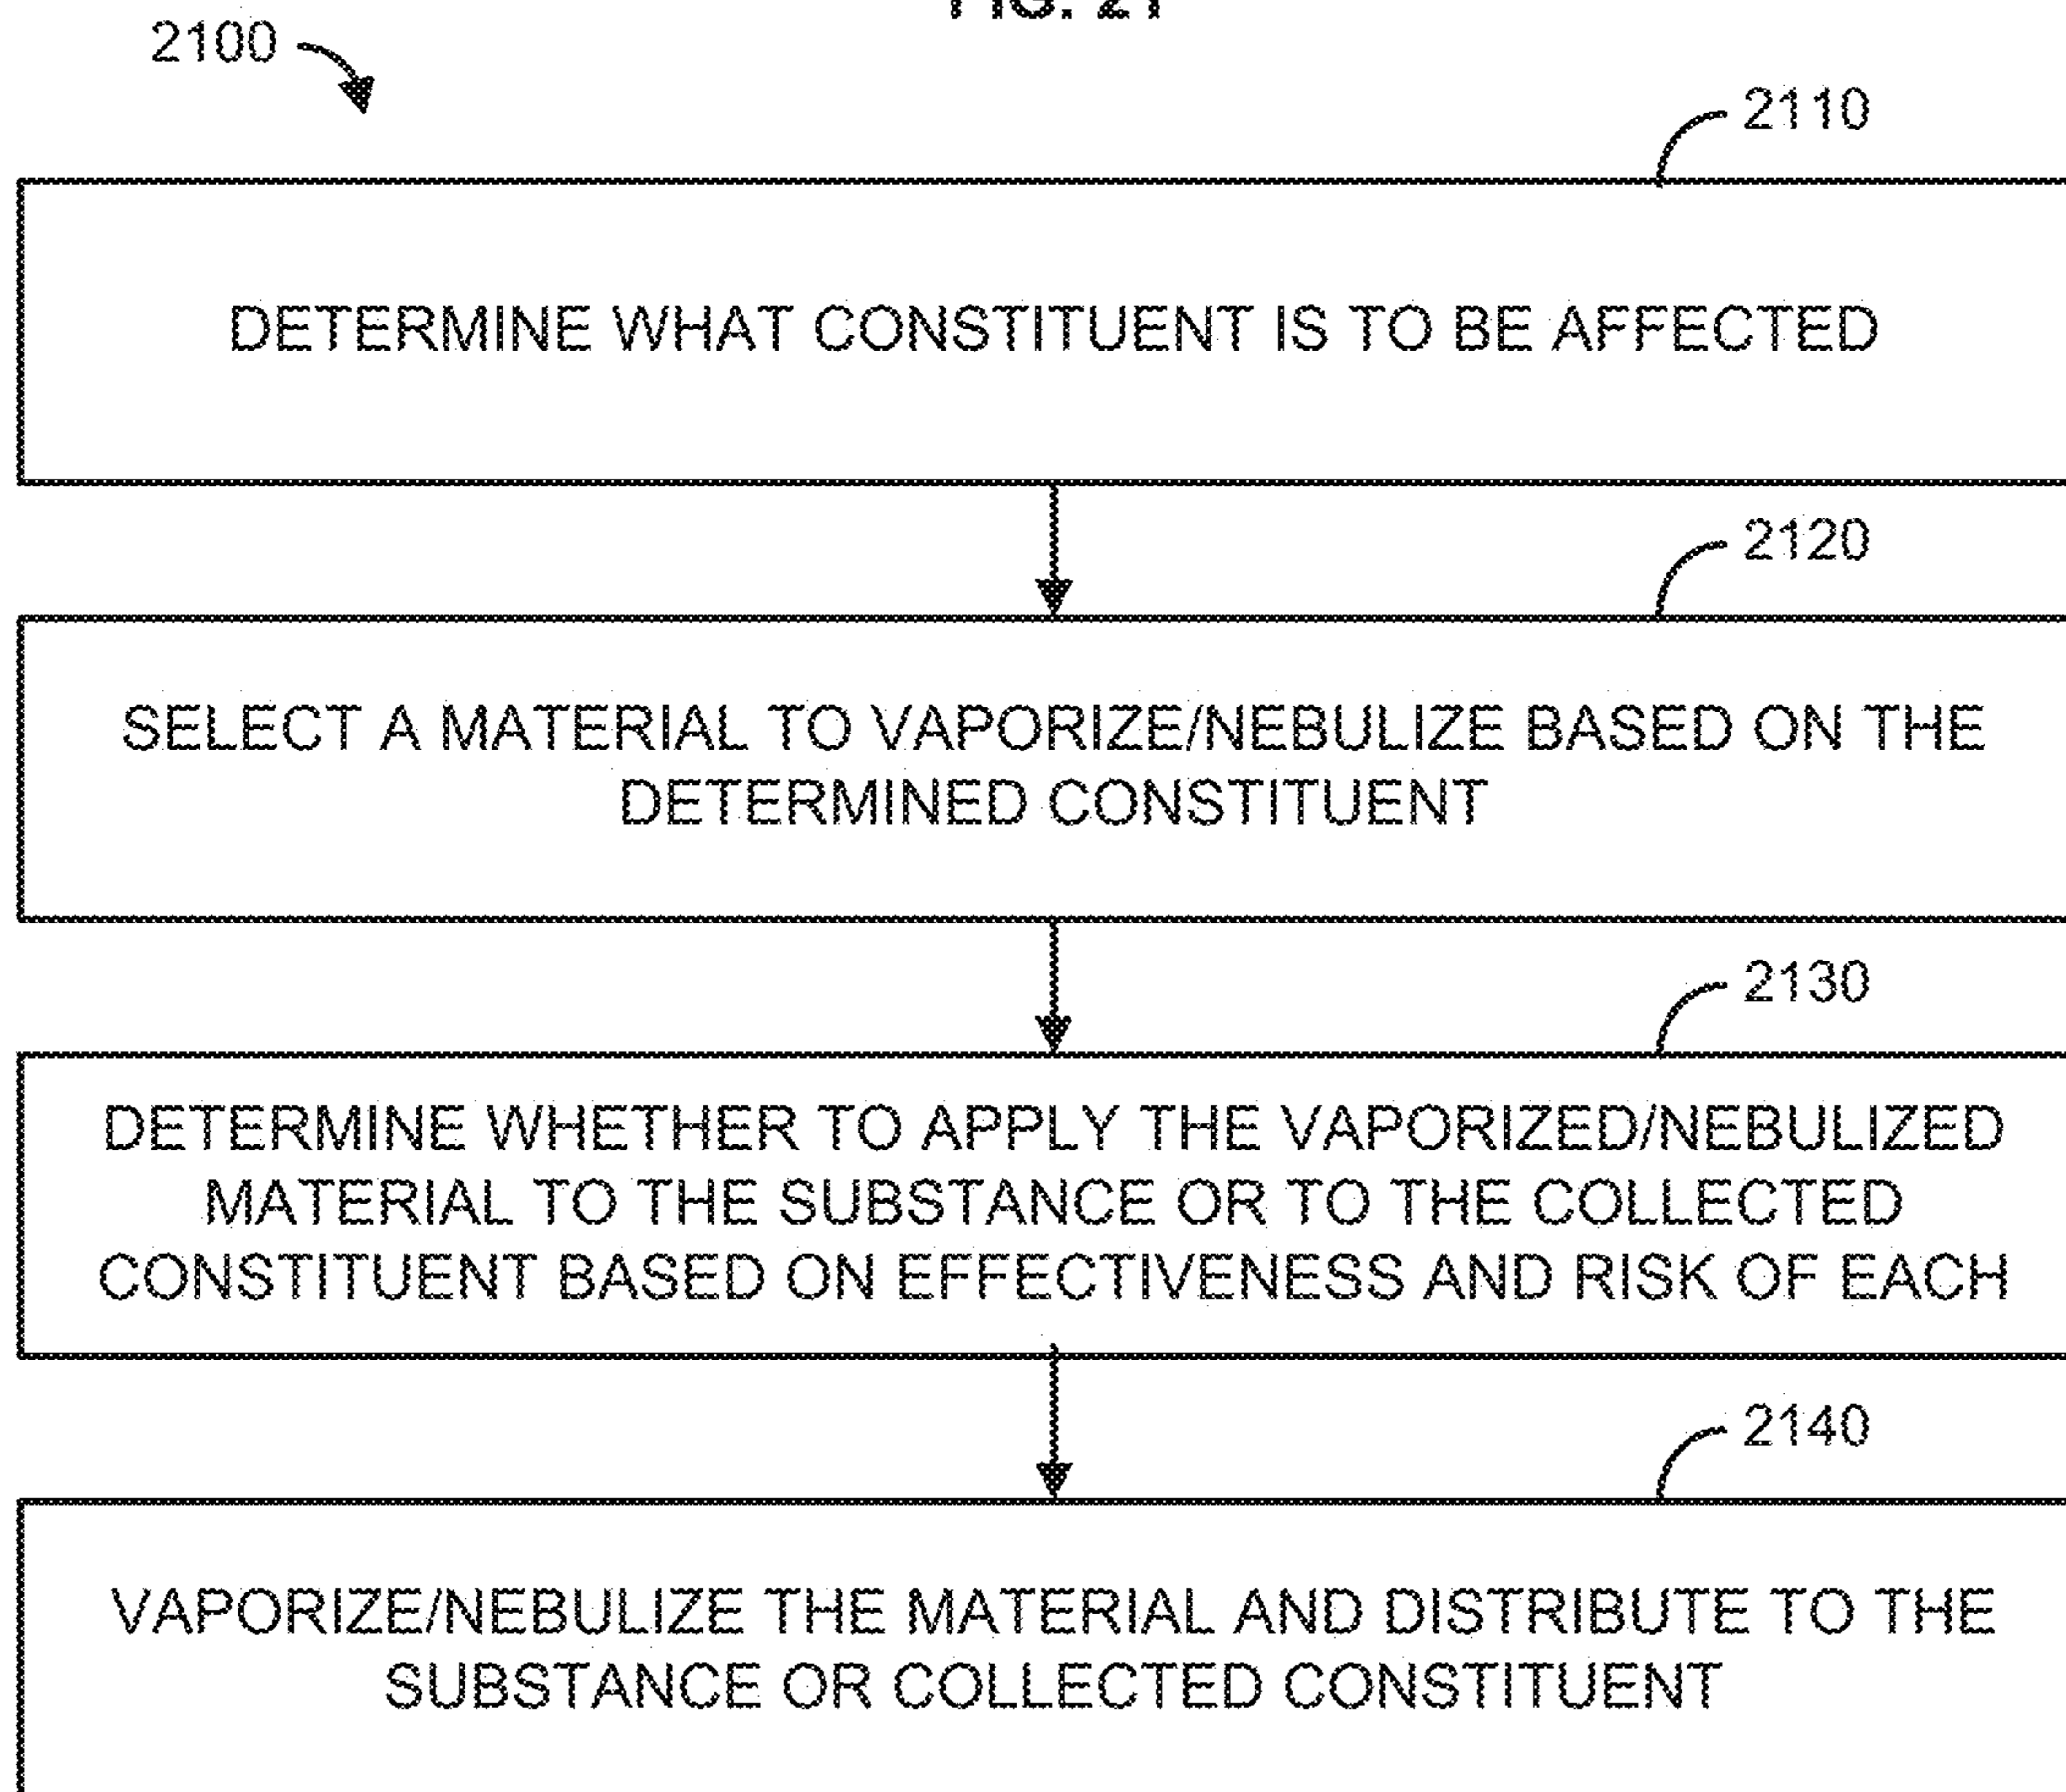 FIG. 21
2100
2110
DETERMINE WHAT CONSTITUENT IS TO BE AFFECTED
2120
SELECT A MATERIAL TO VAPORIZE/NEBULIZE BASED ON THE
DETERMINED CONSTITUENT
2130
DETERMINE WHETHER TO APPLY THE VAPORIZED/NEBULIZED
MATERIAL TO THE SUBSTANCE OR TO THE COLLECTED
CONSTITUENT BASED ON EFFECTIVENESS AND RISK OF EACH
2140
VAPORIZE/NEBULIZE THE MATERIAL AND DISTRIBUTE TO THE
SUBSTANCE OR COLLECTED CONSTITUENT